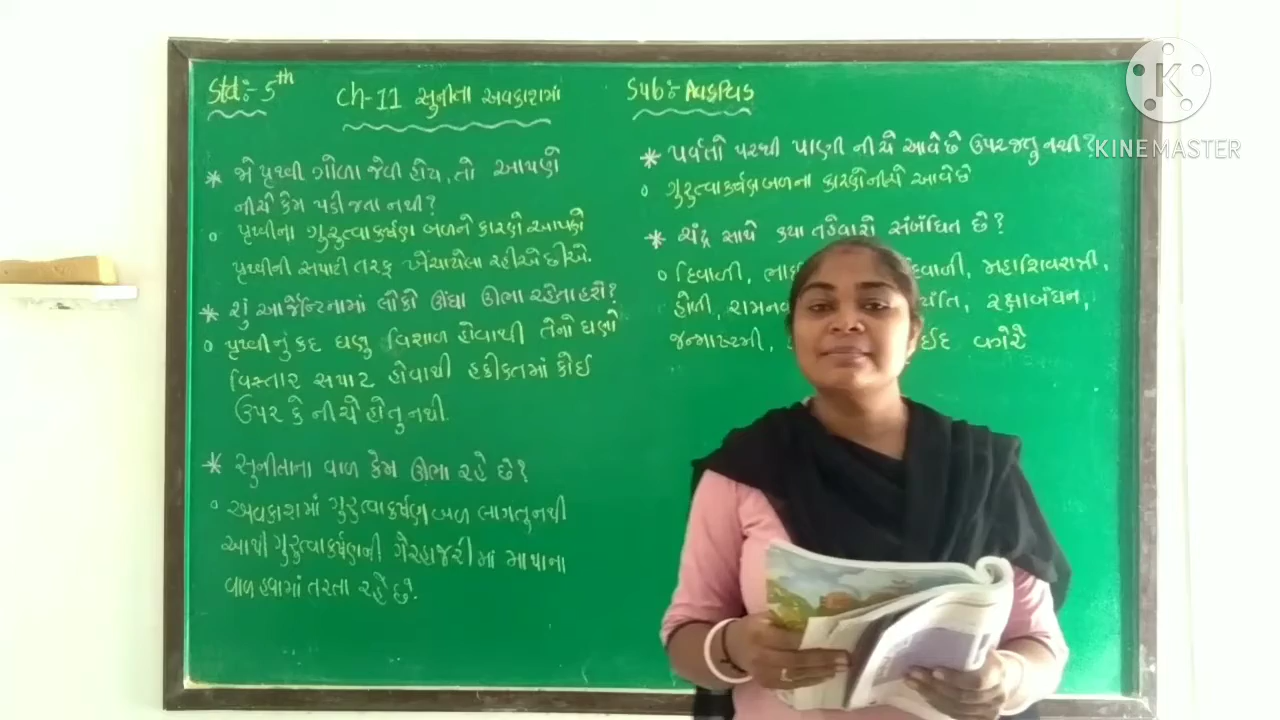 Std:- 5th
Ch-11 સુનીતા અવકાશમાં
Sub:-
* જો પૃથ્વી ગોળા જેવી હોય, તો આપણે
નીચે કેમ પડી જતા નથી?
○ પૃથ્વીના ગુરુત્વાકર્ષણ બળને કારણે આપણે
પૃથ્વીની સપાટી તરફ ખેંચાયેલા રહીએ છીએ.
* શું આર્જેન્ટિનામાં લોકો ઊંધા ઊભા રહેતા હશે?
○ પૃથ્વીનું કદ ઘણુ વિશાળ હોવાથી તેનો ઘણો
વિસ્તાર સપાટ હોવાથી હકીકતમાં કોઈ
ઉપર કે નીચે હોતુ નથી.
* સુનીતાના વાળ કેમ ઊભા રહે છે?
○ અવકાશમાં ગુરુત્વાકર્ષણ બળ લાગતુ નથી
આથી ગુરુત્વાકર્ષણની ગેરહાજરીમાં માથાના
વાળ હવામાં તરતા રહે છે.
* પર્વતો પરથી પાણી નીચે આવે છે ઉપર જતુ નથી?
○ ગુરુત્વાકર્ષણ બળના કારણે નીચે આવે છે
* ચંદ્ર સાથે કયા તહેવારો સંબંધિત છે?
○ દિવાળી, મહાશિવરાત્રી,
હોળી, રક્ષાબંધન,
જન્માષ્ટમી, ઈદ વગેરે
KINEMASTER